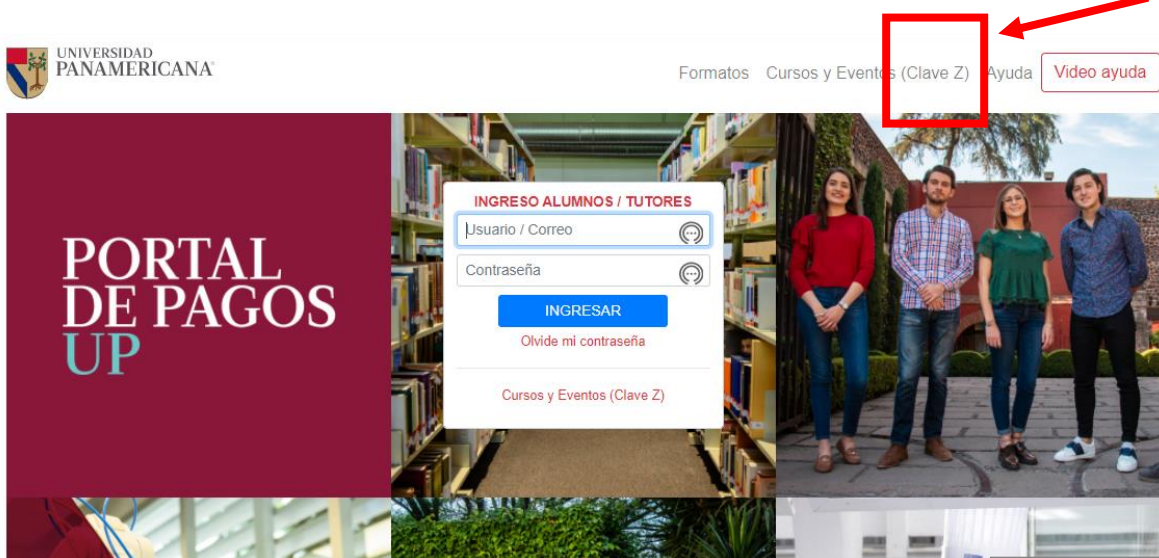 UNIVERSIDAD
PANAMERICANA
Formatos Cursos y Eventos (Clave Z) Ayuda Video ayuda
PORTAL
DE PAGOS
UP
INGRESO ALUMNOS / TUTORES
Usuario / Correo
Contraseña
INGRESAR
Olvide mi contraseña
Cursos y Eventos (Clave Z)